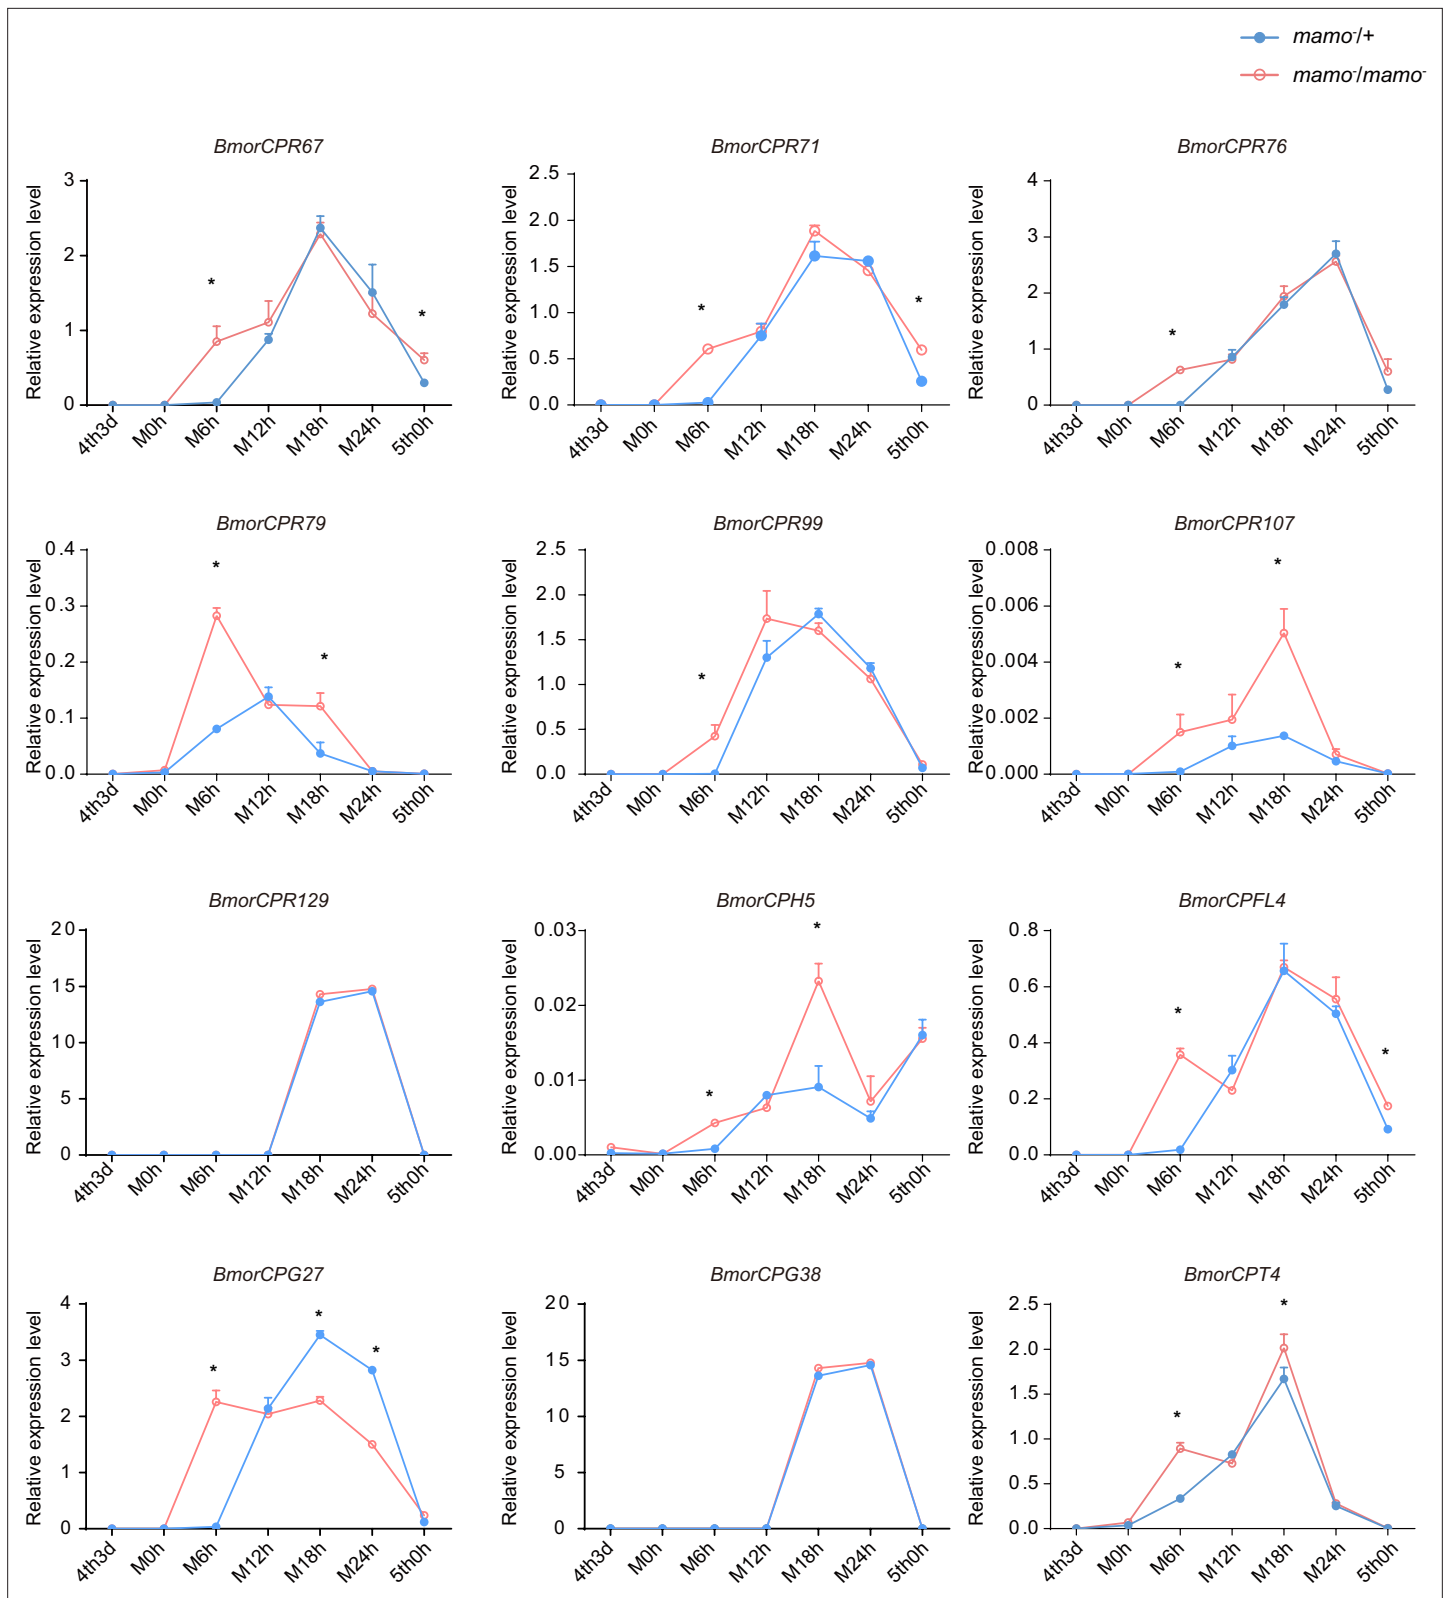 mamo⁻/+
mamo⁻/mamo⁻
BmorCPR67
Relative expression level
3
2
1
0
*
*
4th3d
M0h
M6h
M12h
M18h
M24h
5th0h
BmorCPR71
Relative expression level
2.5
2.0
1.5
1.0
0.5
0.0
*
*
4th3d
M0h
M6h
M12h
M18h
M24h
5th0h
BmorCPR76
Relative expression level
4
3
2
1
0
*
4th3d
M0h
M6h
M12h
M18h
M24h
5th0h
BmorCPR79
Relative expression level
0.4
0.3
0.2
0.1
0.0
*
*
4th3d
M0h
M6h
M12h
M18h
M24h
5th0h
BmorCPR99
Relative expression level
2.5
2.0
1.5
1.0
0.5
0.0
*
4th3d
M0h
M6h
M12h
M18h
M24h
5th0h
BmorCPR107
Relative expression level
0.008
0.006
0.004
0.002
0.000
*
*
4th3d
M0h
M6h
M12h
M18h
M24h
5th0h
BmorCPR129
Relative expression level
20
15
10
5
0
4th3d
M0h
M6h
M12h
M18h
M24h
5th0h
BmorCPH5
Relative expression level
0.03
0.02
0.01
0.00
*
*
4th3d
M0h
M6h
M12h
M18h
M24h
5th0h
BmorCPFL4
Relative expression level
0.8
0.6
0.4
0.2
0.0
*
*
4th3d
M0h
M6h
M12h
M18h
M24h
5th0h
BmorCPG27
Relative expression level
4
3
2
1
0
*
*
*
4th3d
M0h
M6h
M12h
M18h
M24h
5th0h
BmorCPG38
Relative expression level
20
15
10
5
0
4th3d
M0h
M6h
M12h
M18h
M24h
5th0h
BmorCPT4
Relative expression level
2.5
2.0
1.5
1.0
0.5
0.0
*
*
4th3d
M0h
M6h
M12h
M18h
M24h
5th0h